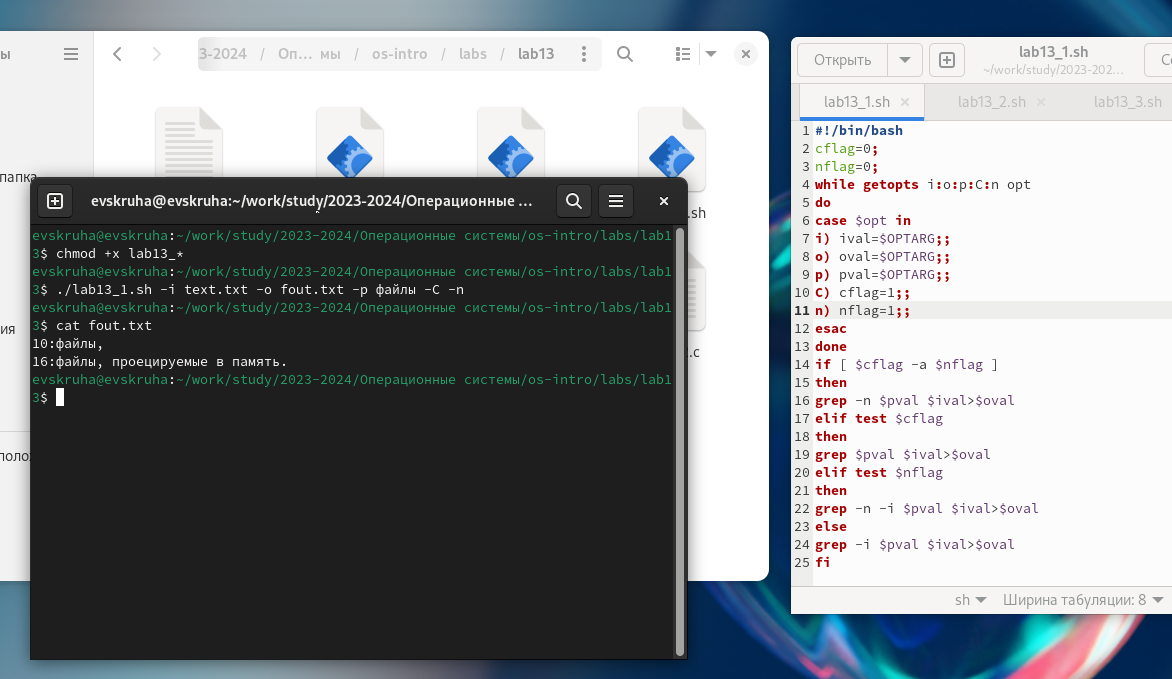 ы
3-2024 / Оп… мы / os-intro / labs / lab13
папка
.sh
ия
.c
evskruha@evskruha:~/work/study/2023-2024/Операционные ...
evskruha@evskruha:~/work/study/2023-2024/Операционные системы/os-intro/labs/lab1
3$ chmod +x lab13_*
evskruha@evskruha:~/work/study/2023-2024/Операционные системы/os-intro/labs/lab1
3$ ./lab13_1.sh -i text.txt -o fout.txt -p файлы -C -n
evskruha@evskruha:~/work/study/2023-2024/Операционные системы/os-intro/labs/lab1
3$ cat fout.txt
10:файлы,
16:файлы, проецируемые в память.
evskruha@evskruha:~/work/study/2023-2024/Операционные системы/os-intro/labs/lab1
3$
Открыть
lab13_1.sh
~/work/study/2023-202...
lab13_1.sh × lab13_2.sh × lab13_3.sh
1 #!/bin/bash
2 cflag=0;
3 nflag=0;
4 while getopts i:o:p:C:n opt
5 do
6 case $opt in
7 i) ival=$OPTARG;;
8 o) oval=$OPTARG;;
9 p) pval=$OPTARG;;
10 C) cflag=1;;
11 n) nflag=1;;
12 esac
13 done
14 if [ $cflag -a $nflag ]
15 then
16 grep -n $pval $ival>$oval
17 elif test $cflag
18 then
19 grep $pval $ival>$oval
20 elif test $nflag
21 then
22 grep -n -i $pval $ival>$oval
23 else
24 grep -i $pval $ival>$oval
25 fi
sh Ширина табуляции: 8